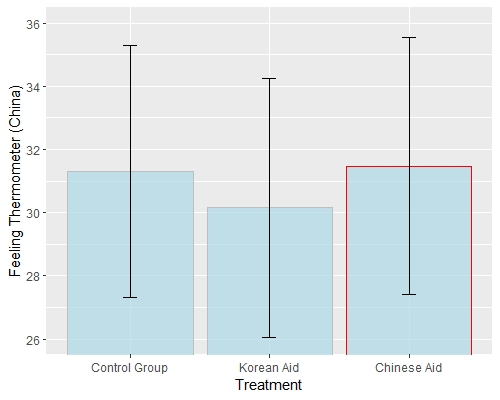 36
34
32
30
28
26
Feeling Thermometer (China)
Control Group
Korean Aid
Chinese Aid
Treatment